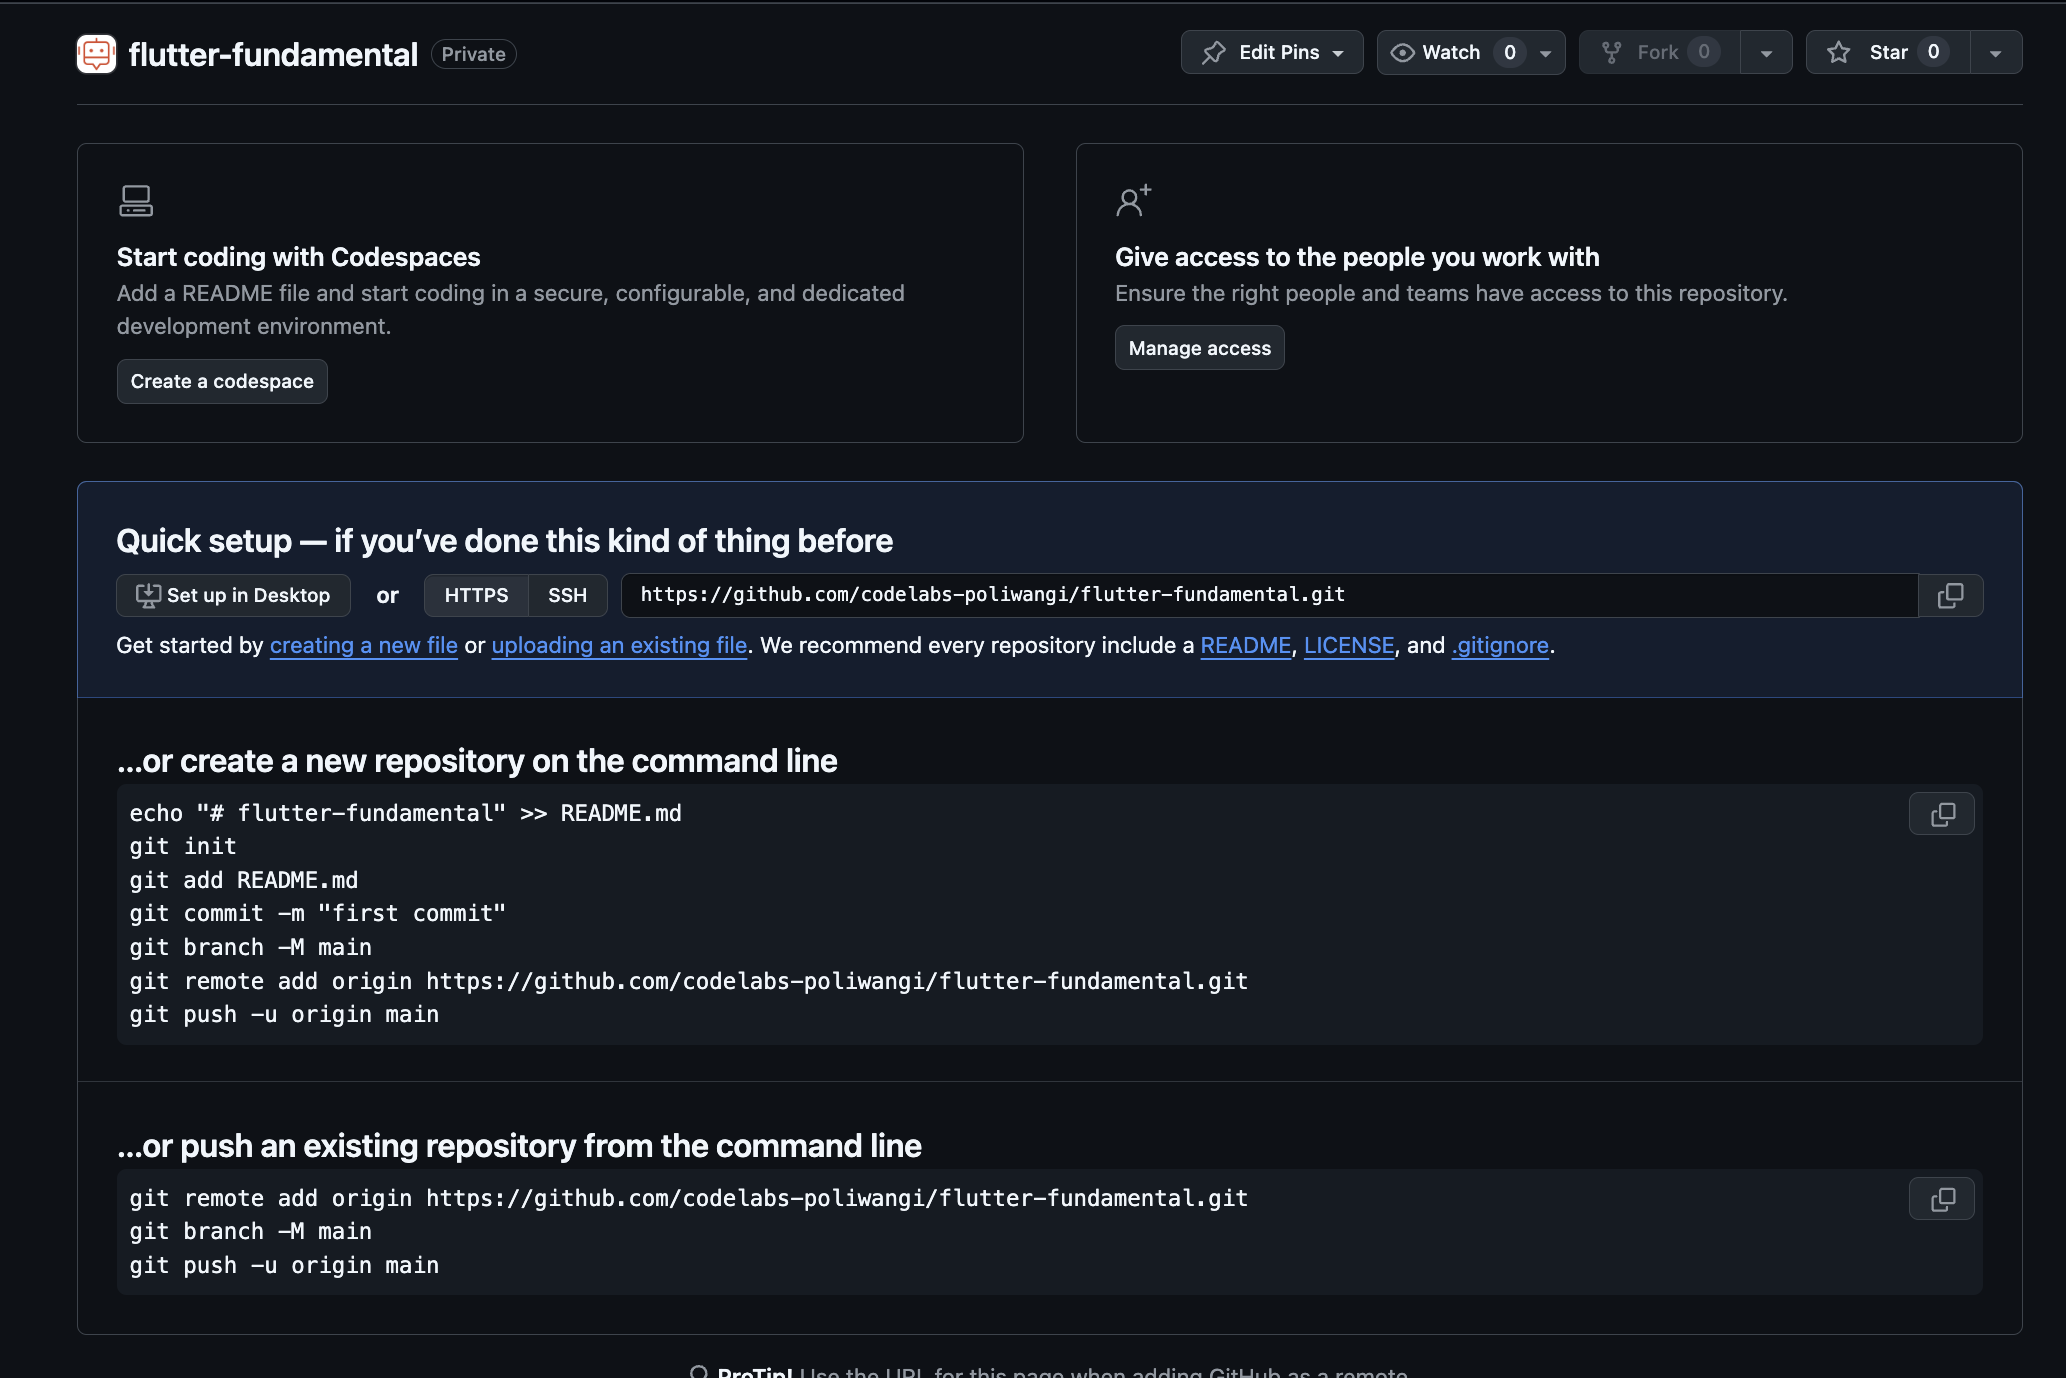 flutter-fundamental Private
Edit Pins
Watch 0
Fork 0
Star 0
Start coding with Codespaces
Add a README file and start coding in a secure, configurable, and dedicated
development environment.
Create a codespace
Give access to the people you work with
Ensure the right people and teams have access to this repository.
Manage access
Quick setup — if you’ve done this kind of thing before
Set up in Desktop or HTTPS SSH https://github.com/codelabs-poliwangi/flutter-fundamental.git
Get started by creating a new file or uploading an existing file. We recommend every repository include a README, LICENSE, and .gitignore.
…or create a new repository on the command line
echo "# flutter-fundamental" >> README.md
git init
git add README.md
git commit -m "first commit"
git branch -M main
git remote add origin https://github.com/codelabs-poliwangi/flutter-fundamental.git
git push -u origin main
…or push an existing repository from the command line
git remote add origin https://github.com/codelabs-poliwangi/flutter-fundamental.git
git branch -M main
git push -u origin main
ProTip! Use the URL for this page when adding GitHub as a remote.